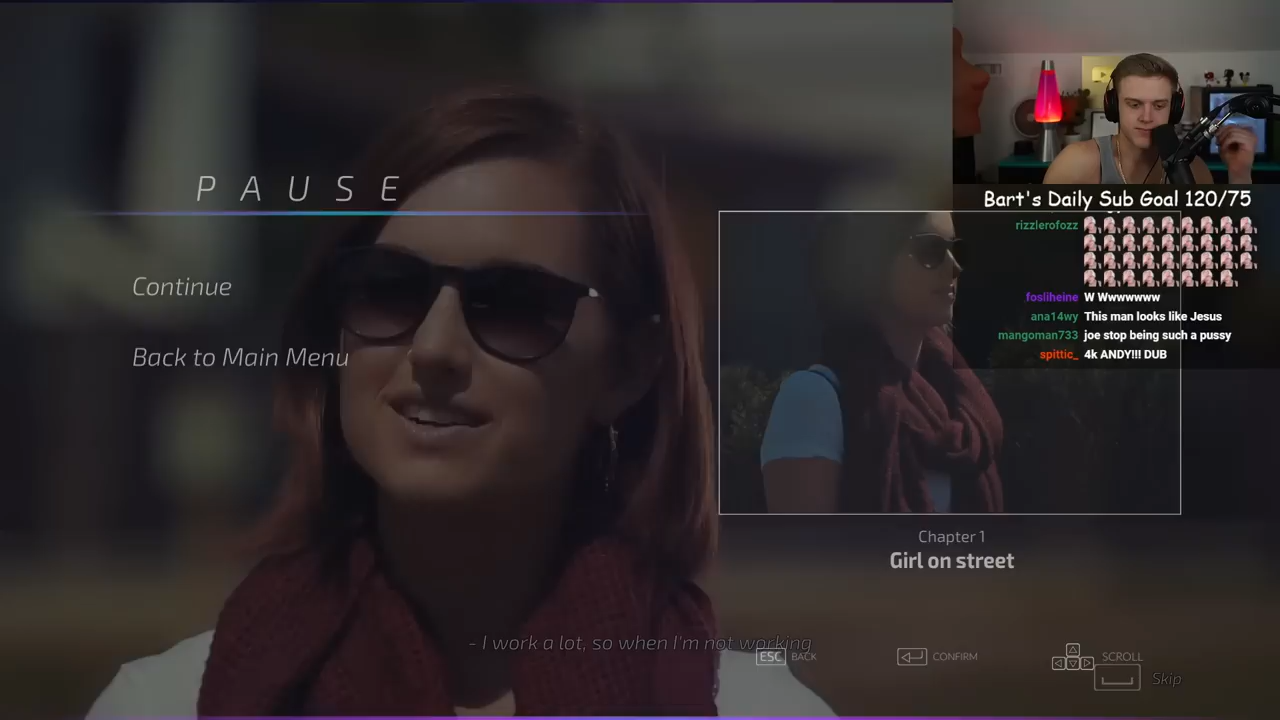 PAUSE
Continue
Back to Main Menu
Bart's Daily Sub Goal 120/75
rizzlerofozz
fosliheine W Wwwwwww
ana14wy This man looks like Jesus
mangoman733 joe stop being such a pussy
spittic_ 4k ANDY!!! DUB
Chapter 1
Girl on street
- I work a lot, so when I'm not working
ESC BACK
CONFIRM
SCROLL
Skip